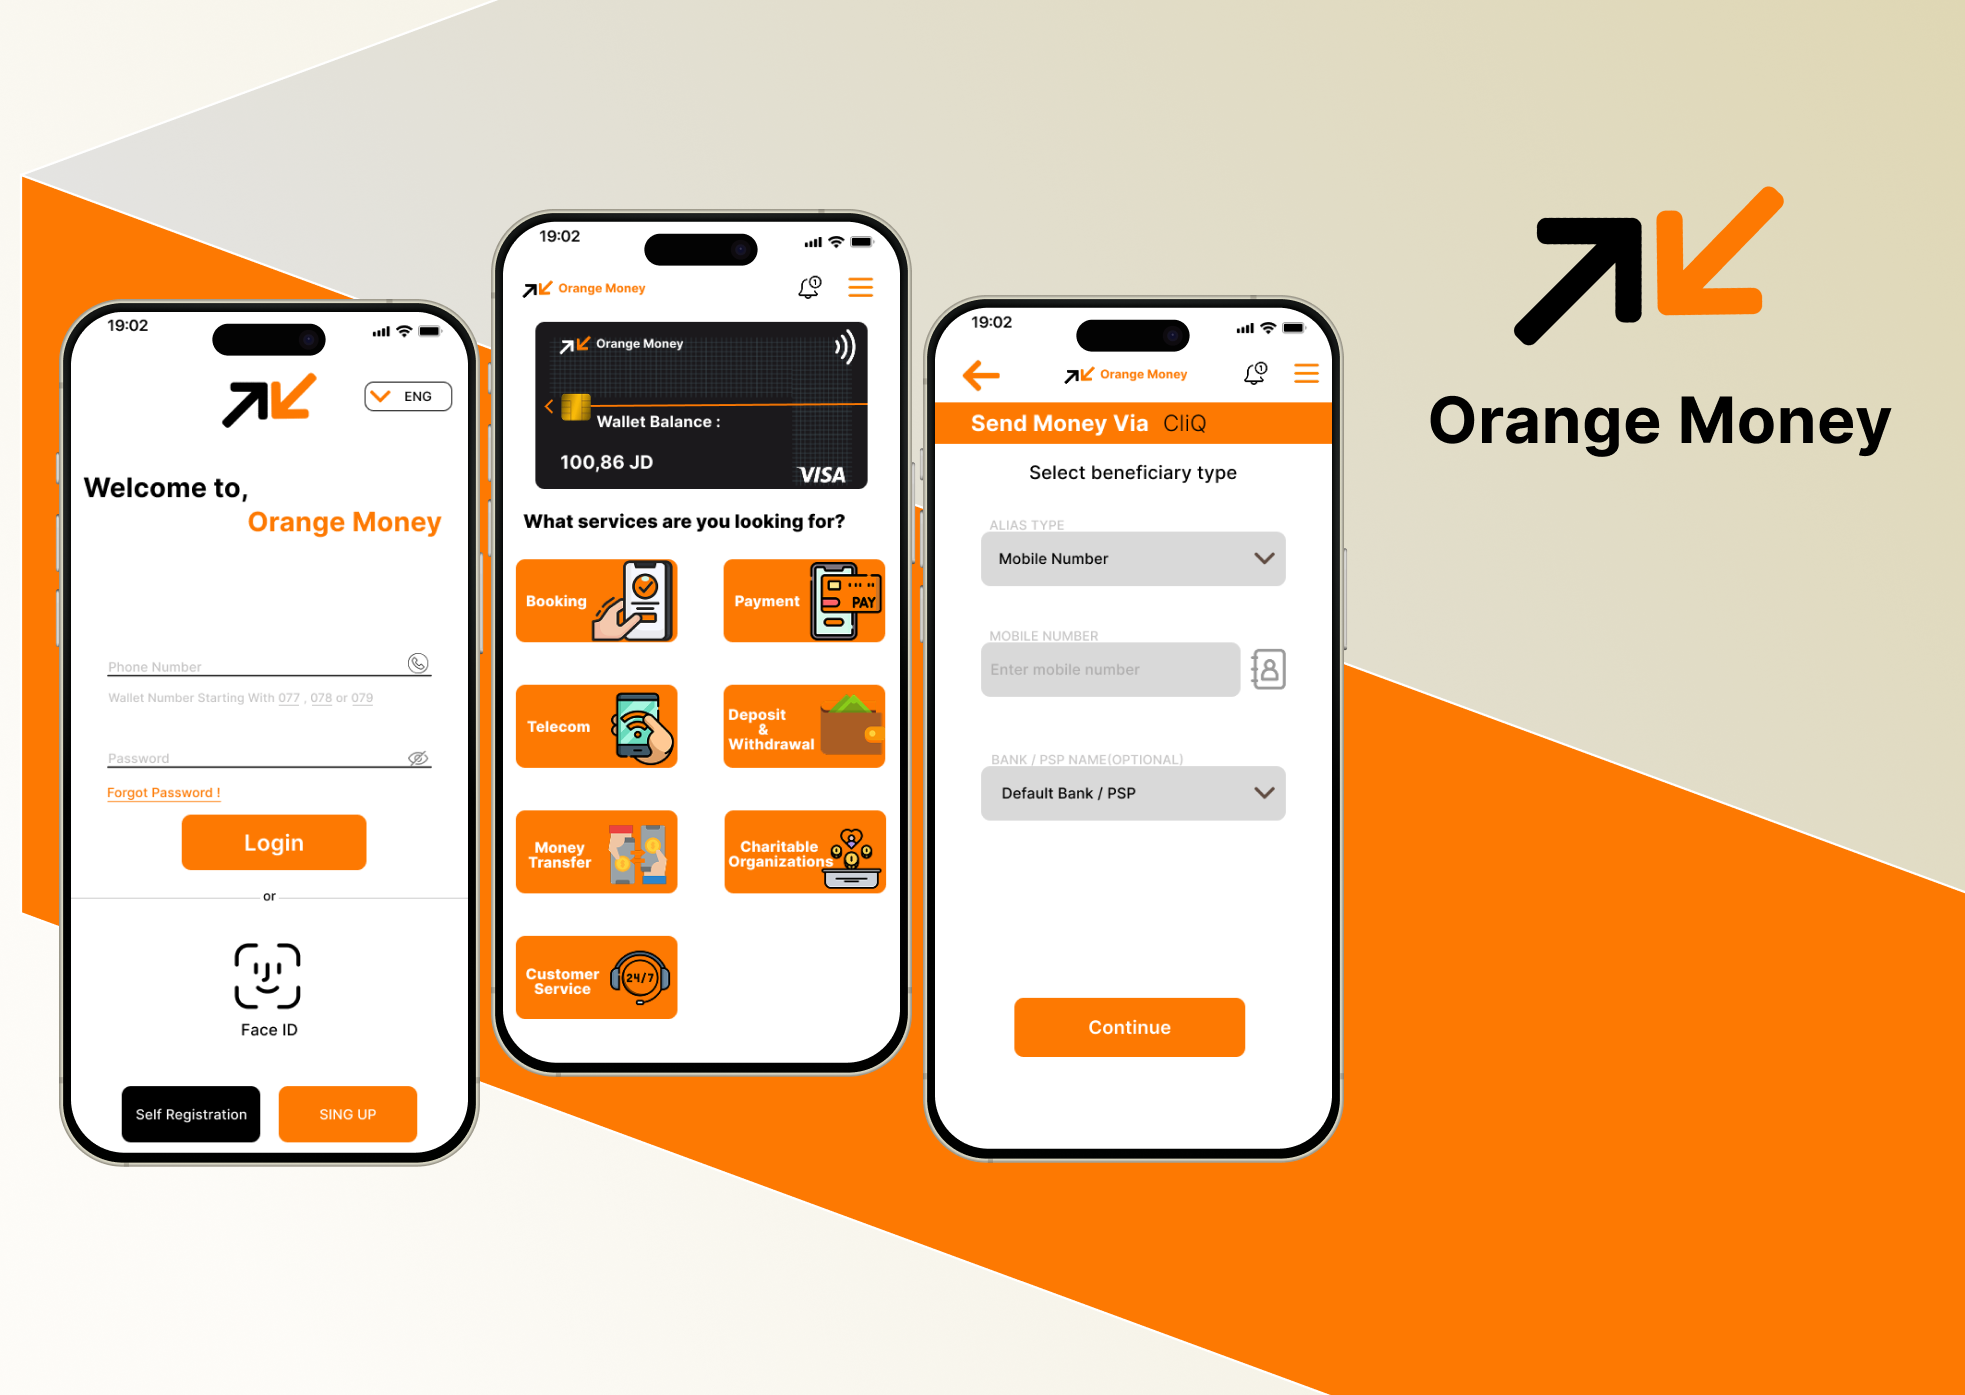 19:02
ENG
Welcome to,
Orange Money
Phone Number
Wallet Number Starting With 077 , 078 or 079
Password
Forgot Password !
Login
or
Face ID
Self Registration
SING UP
19:02
Orange Money
1
Orange Money
Wallet Balance :
100,86 JD
VISA
What services are you looking for?
Booking
Payment
PAY
Telecom
Deposit
&
Withdrawal
Money
Transfer
Charitable
Organizations
Customer
Service
24/7
19:02
Orange Money
1
Send Money Via CliQ
Select beneficiary type
ALIAS TYPE
Mobile Number
MOBILE NUMBER
Enter mobile number
BANK / PSP NAME(OPTIONAL)
Default Bank / PSP
Continue
Orange Money